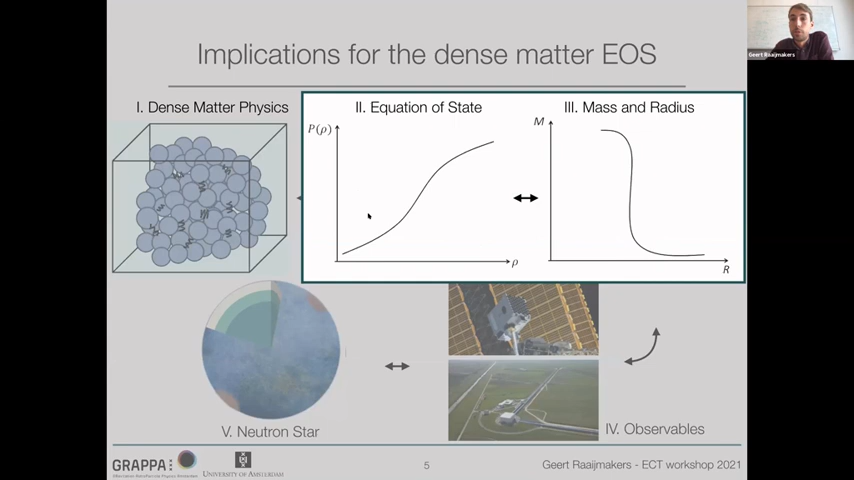 Implications for the dense matter EOS
Geert Raaijmakers
I. Dense Matter Physics
II. Equation of State
III. Mass and Radius
P(ρ)
M
ρ
R
V. Neutron Star
IV. Observables
GRAPPA
UNIVERSITY OF AMSTERDAM
5
Geert Raaijmakers - ECT workshop 2021